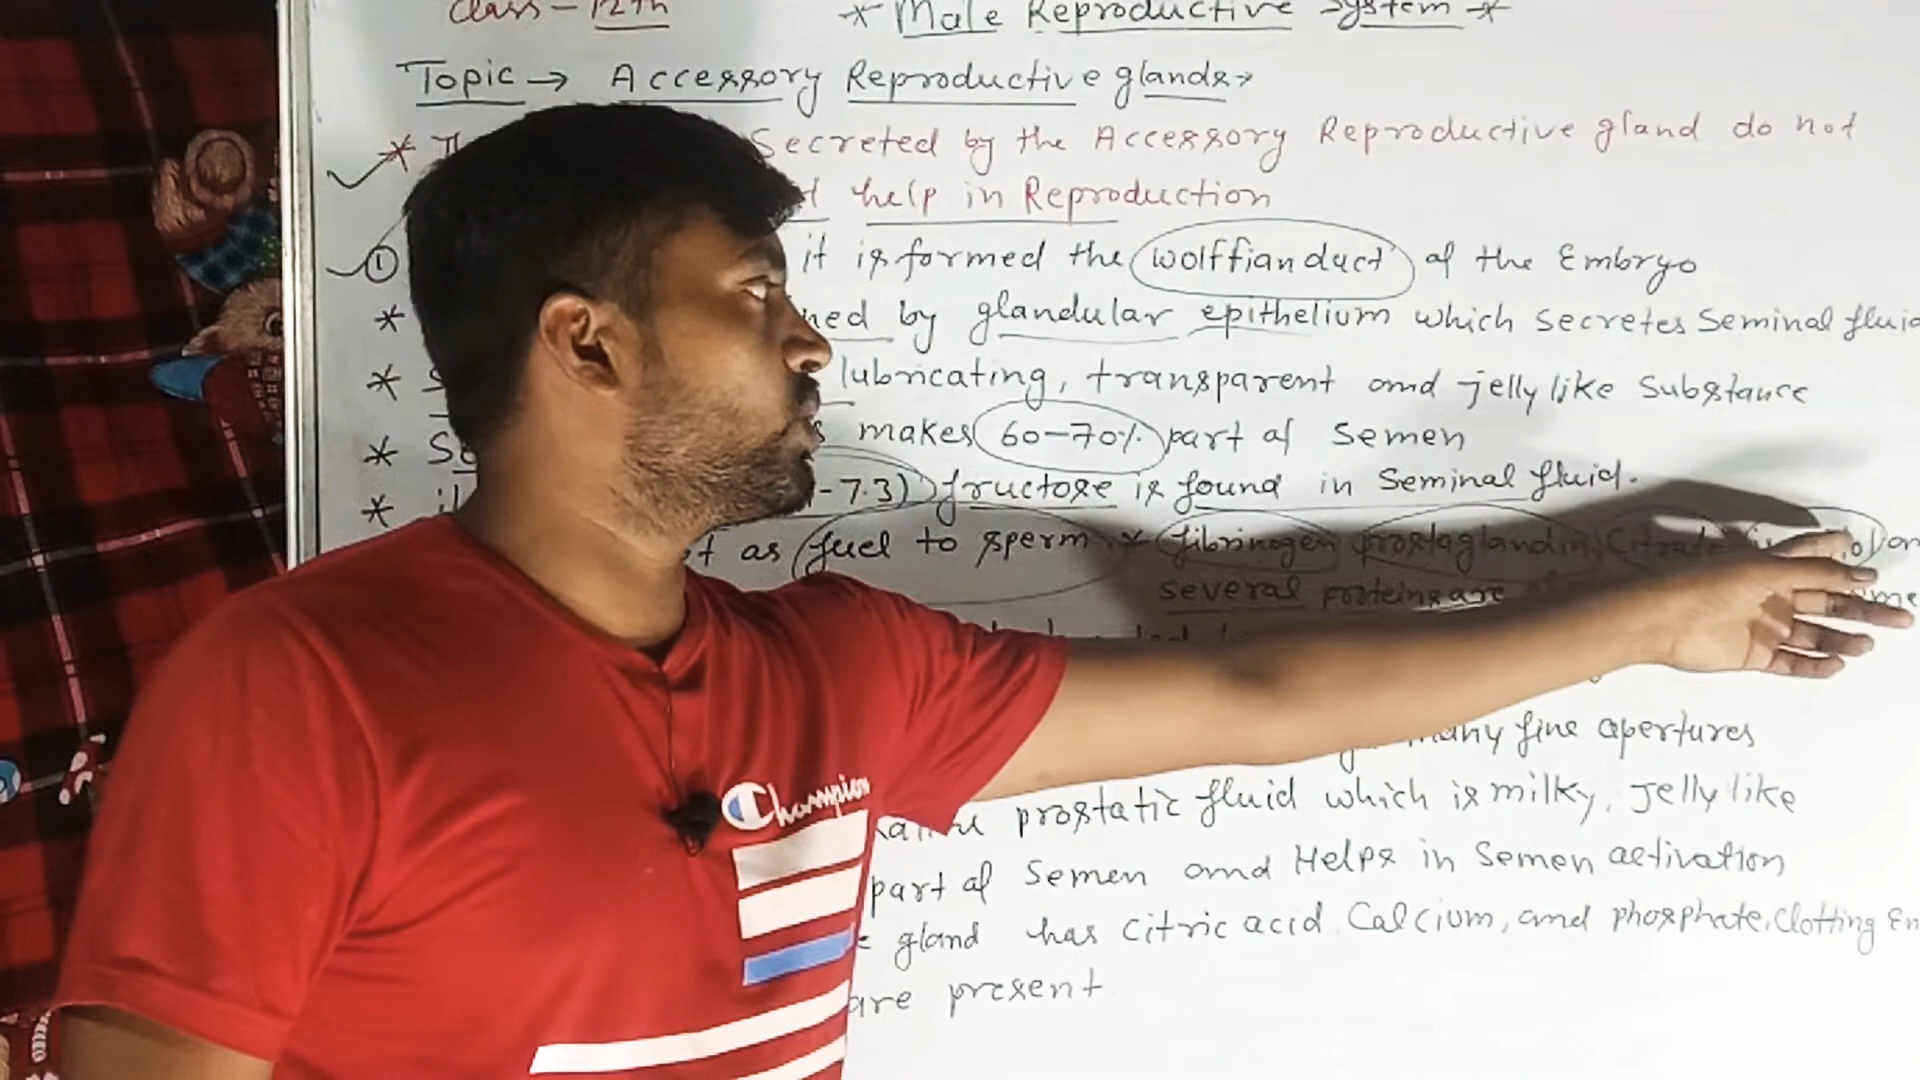 Class - 12th
* Male Reproductive System *
Topic → Accessory Reproductive glands →
* Secreted by the Accessory Reproductive gland do not
help in Reproduction
① it is formed the wolffian duct of the Embryo
* by glandular epithelium which secretes Seminal fluid
* lubricating, transparent and jelly like Substance
* makes 60-70% part of Semen
* -7.3) fructose is found in Seminal fluid.
as fuel to sperm * fibrinogen prostaglandin, Citrate
several proteins are
many fine apertures
prostatic fluid which is milky, Jelly like
part of Semen and Helps in Semen activation
gland has Citric acid Calcium, and phosphate, Clotting En
are present
Champion